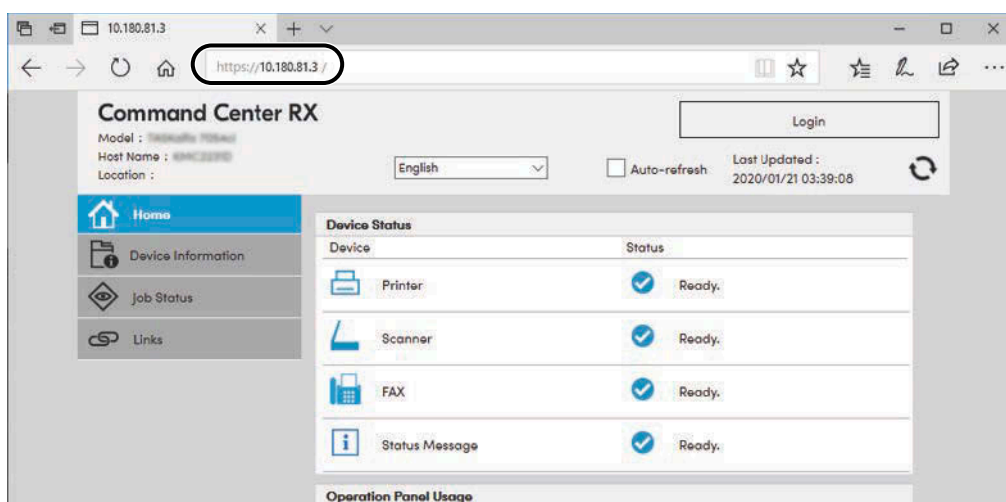 10.180.81.3
https://10.180.81.3/
Command Center RX
Login
Model :
Host Name :
Location :
English
Auto-refresh
Last Updated :
2020/01/21 03:39:08
Home
Device Information
Job Status
Links
Device Status
Device Status
Printer Ready.
Scanner Ready.
FAX Ready.
Status Message Ready.
Operation Panel Usage